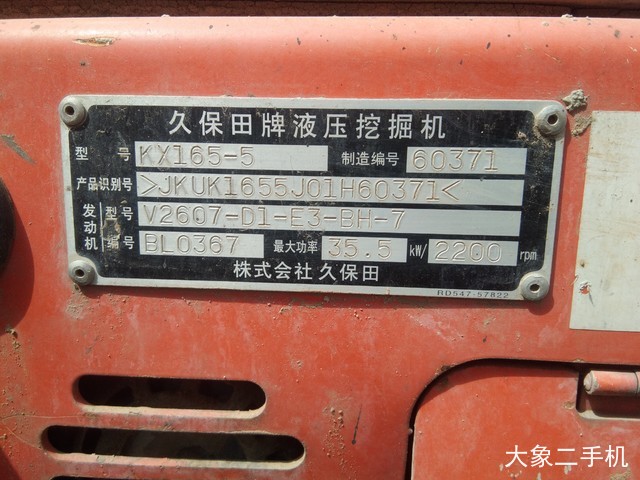 久保田牌液压挖掘机
型 号 KX165-5 制造编号 60371
产品识别号 >JKUK1655J01H60371<
发动机 型号 V2607-D1-E3-BH-7
编号 BL0367 最大功率 35.5 kW/ 2200 rpm
株式会社久保田
RD547-57822
大象二手机